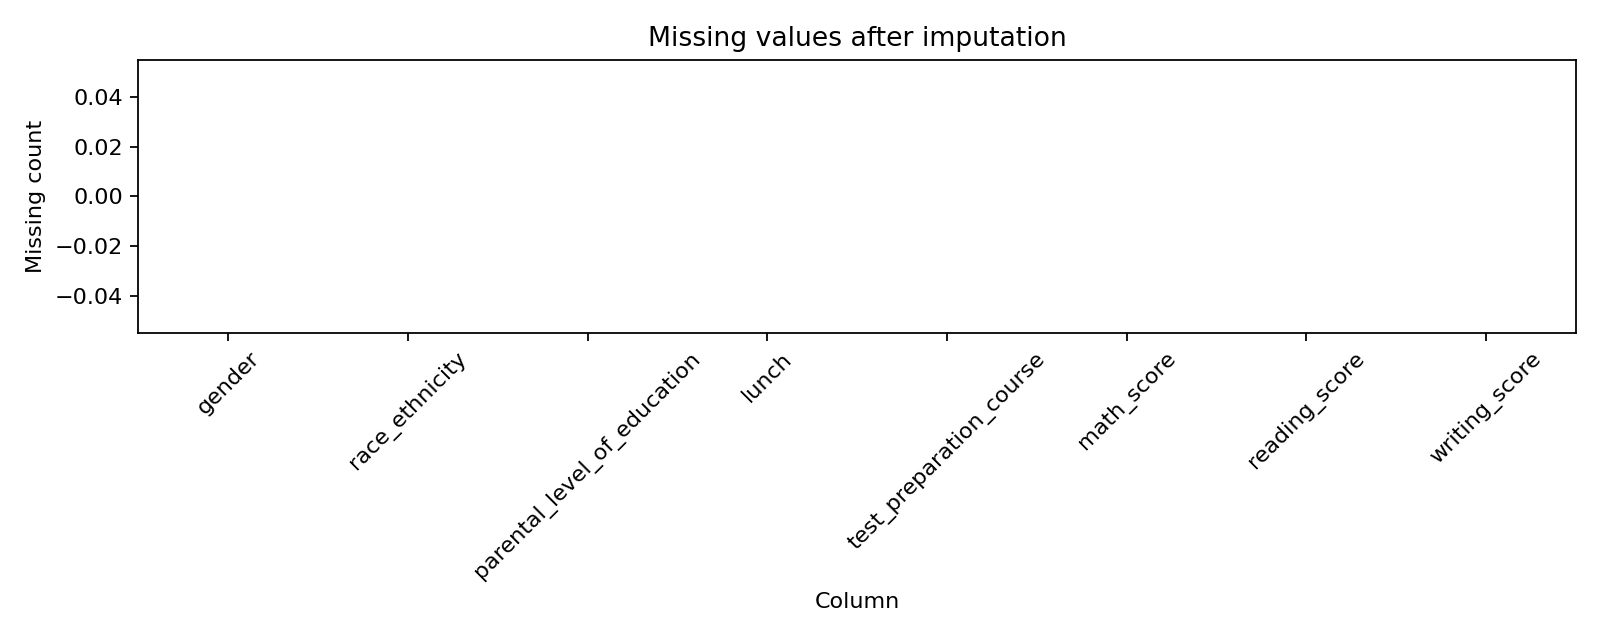 Missing values after imputation
Missing count
0.04
0.02
0.00
−0.02
−0.04
gender
race_ethnicity
parental_level_of_education
lunch
test_preparation_course
math_score
reading_score
writing_score
Column